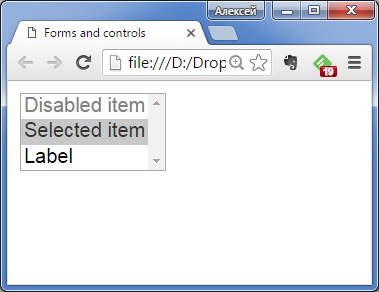 Алексей
Forms and controls
file:///D:/Drop
19
Disabled item
Selected item
Label